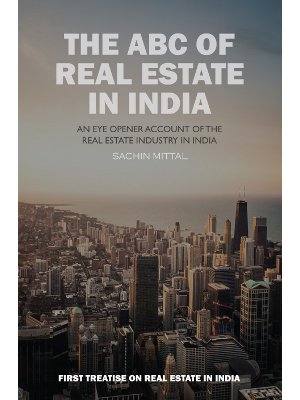 THE ABC OF
REAL ESTATE
IN INDIA
AN EYE OPENER ACCOUNT OF THE
REAL ESTATE INDUSTRY IN INDIA
SACHIN MITTAL
FIRST TREATISE ON REAL ESTATE IN INDIA